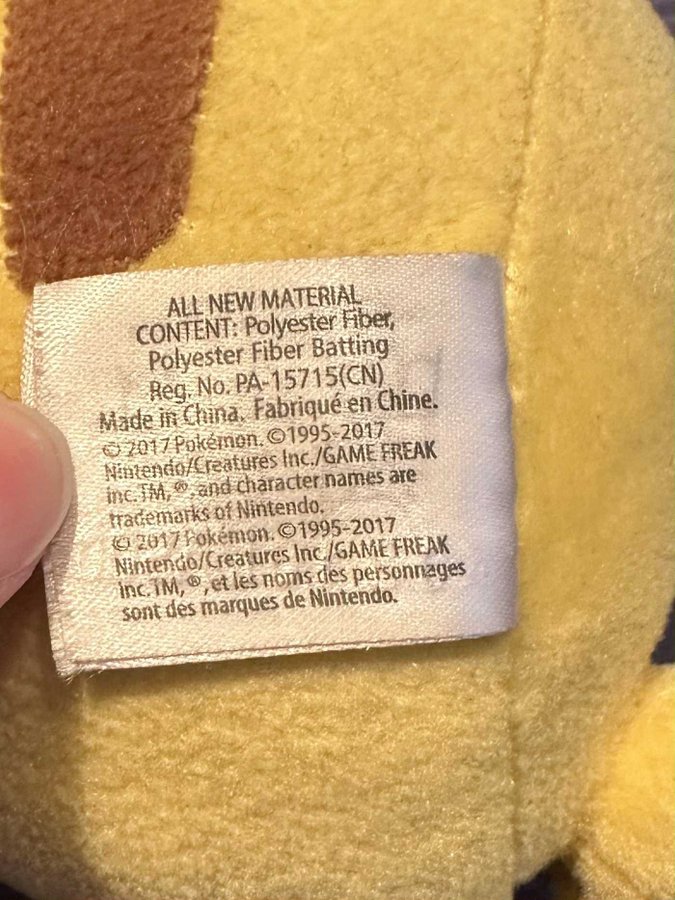 ALL NEW MATERIAL
CONTENT: Polyester Fiber,
Polyester Fiber Batting
Reg. No. PA-15715(CN)
Made in China. Fabriqué en Chine.
© 2017 Pokémon. ©1995-2017
Nintendo/Creatures Inc./GAME FREAK
inc.TM, ®, and character names are
trademarks of Nintendo.
© 2017 Pokémon. ©1995-2017
Nintendo/Creatures Inc./GAME FREAK
inc.TM, ®, et les noms des personnages
sont des marques de Nintendo.